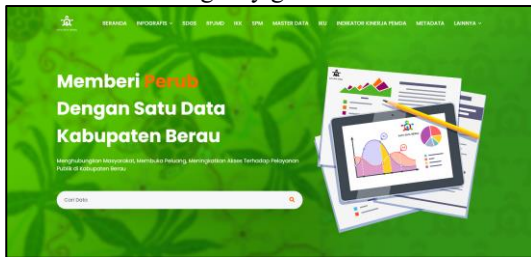 BERANDA INFOGRAFIS SDGS RPJMD IKK SPM MASTER DATA IKU INDIKATOR KINERJA PEMDA METADATA LAINNYA
Memberi Perub
Dengan Satu Data
Kabupaten Berau
Menghubungkan Masyarakat, Membuka Peluang, Meningkatkan Akses Terhadap Pelayanan
Publik di Kabupaten Berau
Cari Data